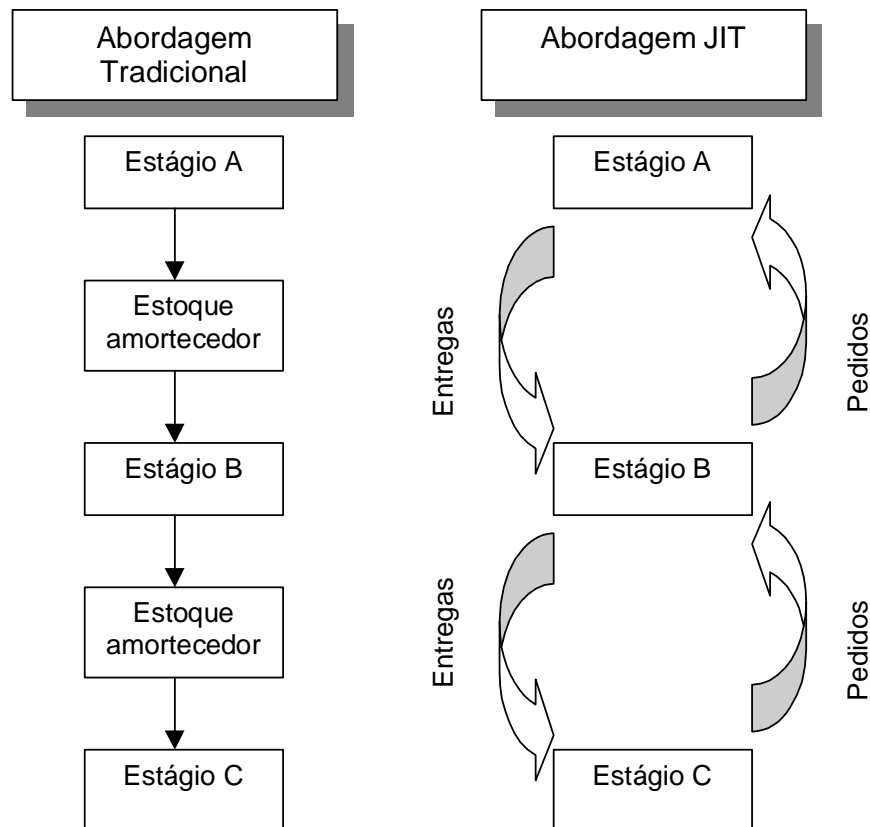 Abordagem
Tradicional
Estágio A
Estoque
amortecedor
Estágio B
Estoque
amortecedor
Estágio C
Abordagem JIT
Estágio A
Entregas
Pedidos
Estágio B
Entregas
Pedidos
Estágio C